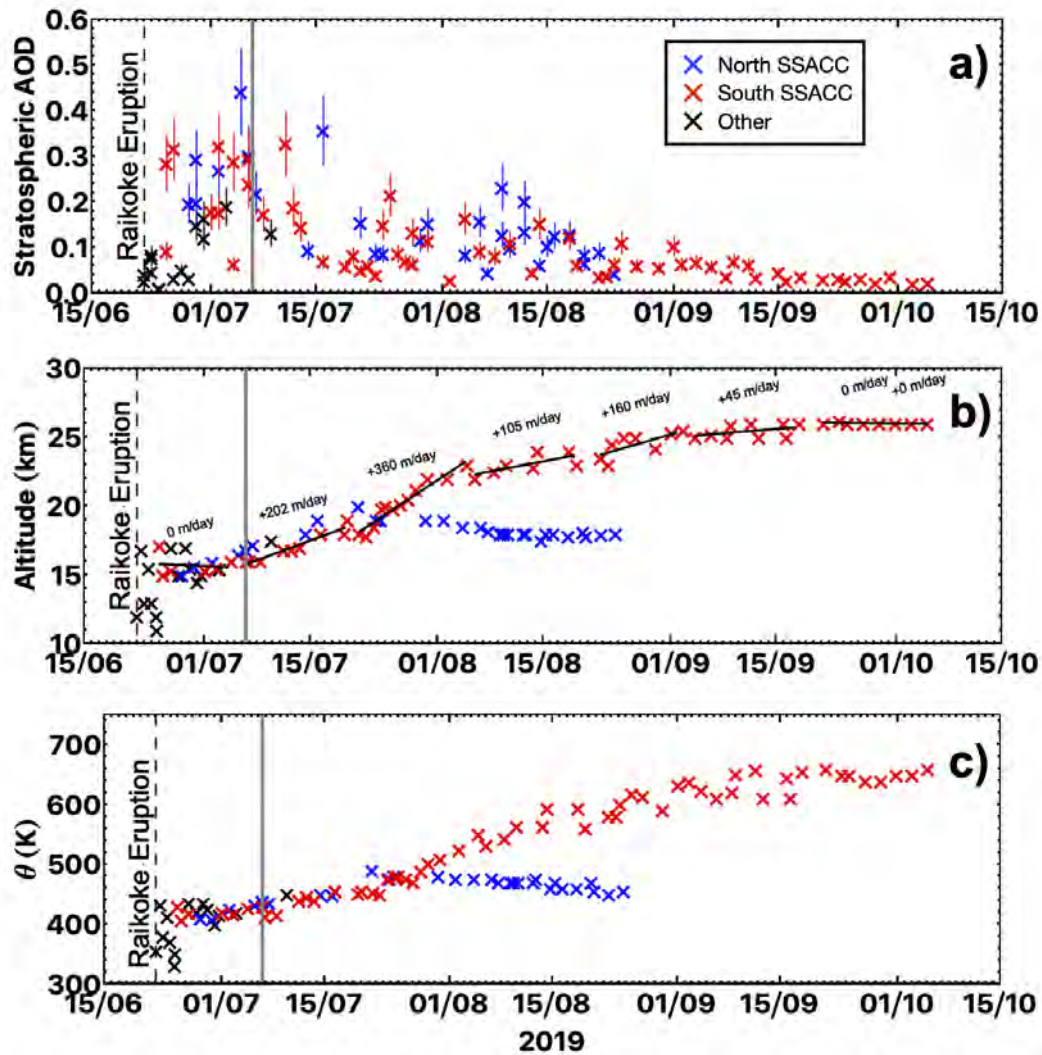 a)
North SSACC
South SSACC
Other
Raikoke Eruption
Stratospheric AOD
0.6
0.5
0.4
0.3
0.2
0.1
0.0
15/06 01/07 15/07 01/08 15/08 01/09 15/09 01/10 15/10
b)
0 m/day
+202 m/day
+360 m/day
+105 m/day
+160 m/day
+45 m/day
0 m/day
+0 m/day
Raikoke Eruption
Altitude (km)
30
25
20
15
10
15/06 01/07 15/07 01/08 15/08 01/09 15/09 01/10 15/10
c)
Raikoke Eruption
θ (K)
700
600
500
400
300
15/06 01/07 15/07 01/08 15/08 01/09 15/09 01/10 15/10
2019